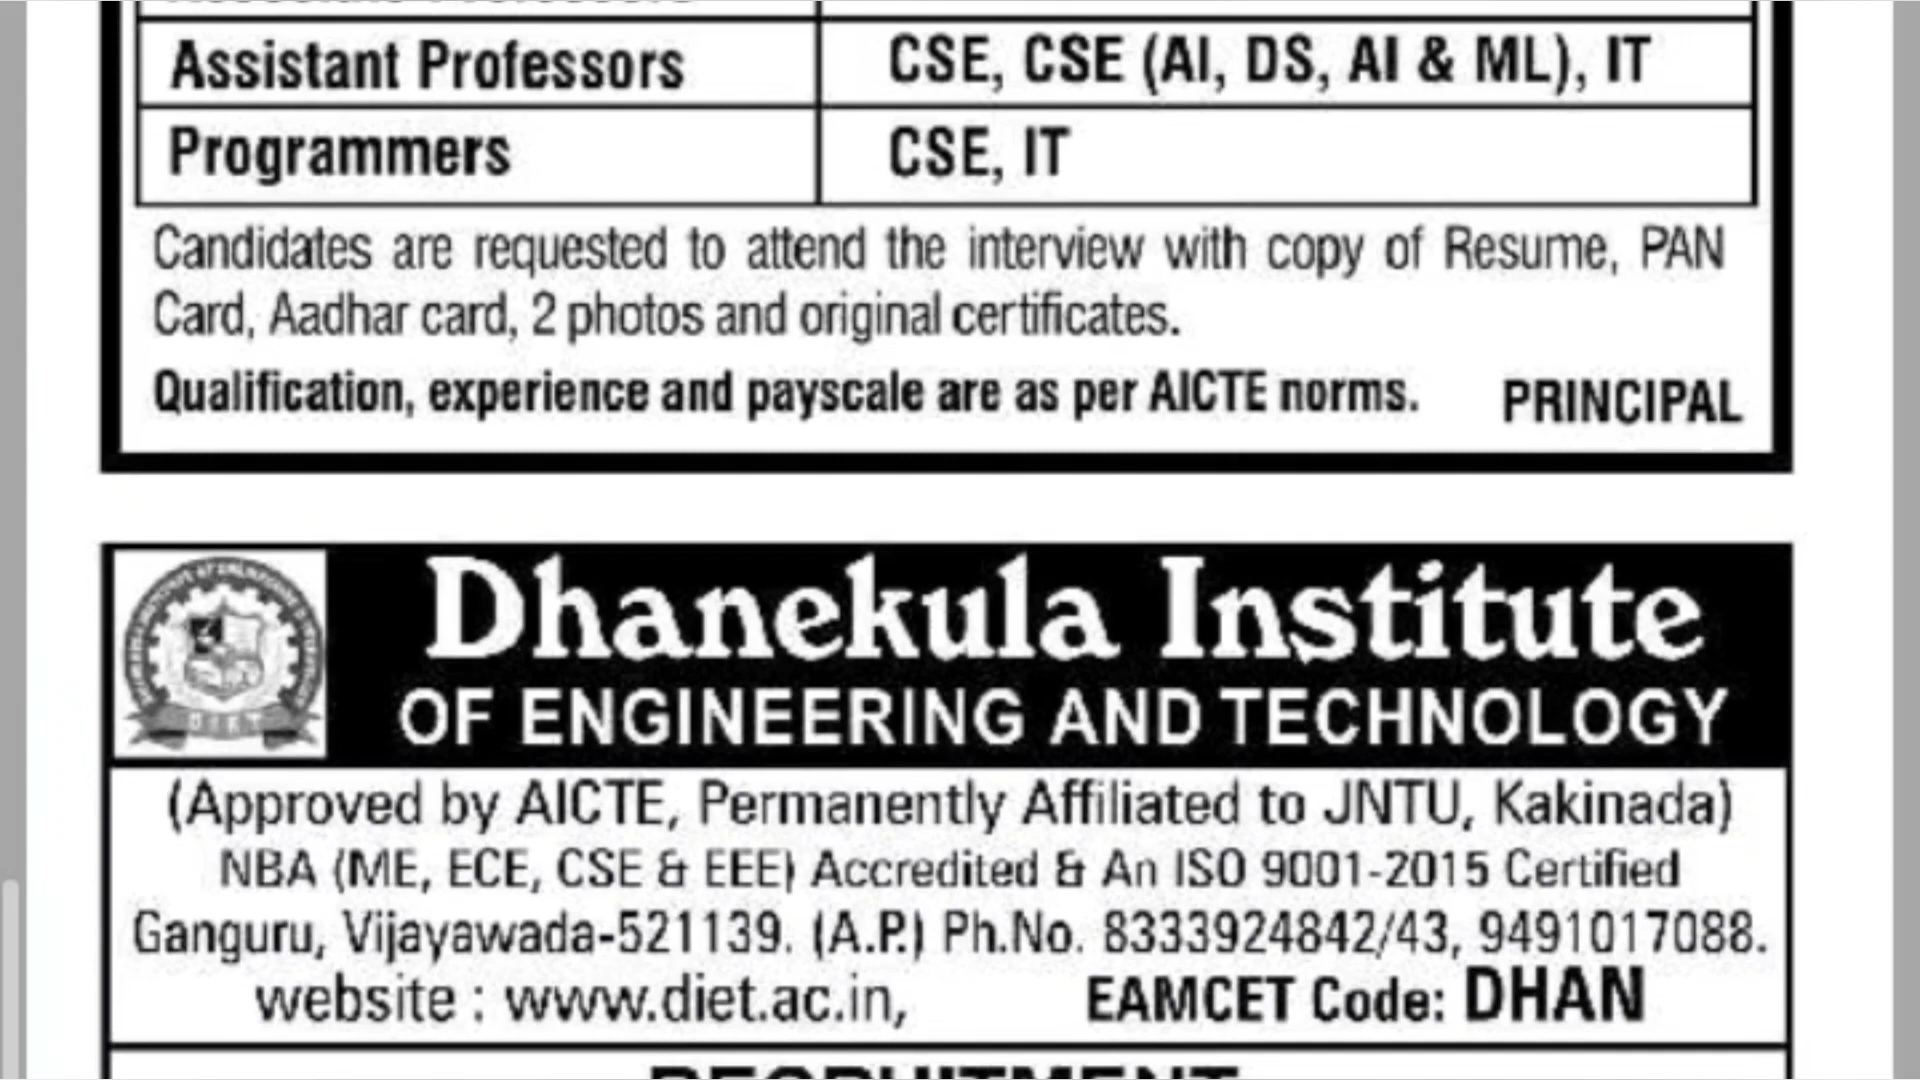 Assistant Professors CSE, CSE (AI, DS, AI & ML), IT
Programmers CSE, IT
Candidates are requested to attend the interview with copy of Resume, PAN
Card, Aadhar card, 2 photos and original certificates.
Qualification, experience and payscale are as per AICTE norms. PRINCIPAL
Dhanekula Institute
OF ENGINEERING AND TECHNOLOGY
(Approved by AICTE, Permanently Affiliated to JNTU, Kakinada)
NBA (ME, ECE, CSE & EEE) Accredited & An ISO 9001-2015 Certified
Ganguru, Vijayawada-521139. (A.P.) Ph.No. 8333924842/43, 9491017088.
website : www.diet.ac.in, EAMCET Code: DHAN
RECRUITMENT